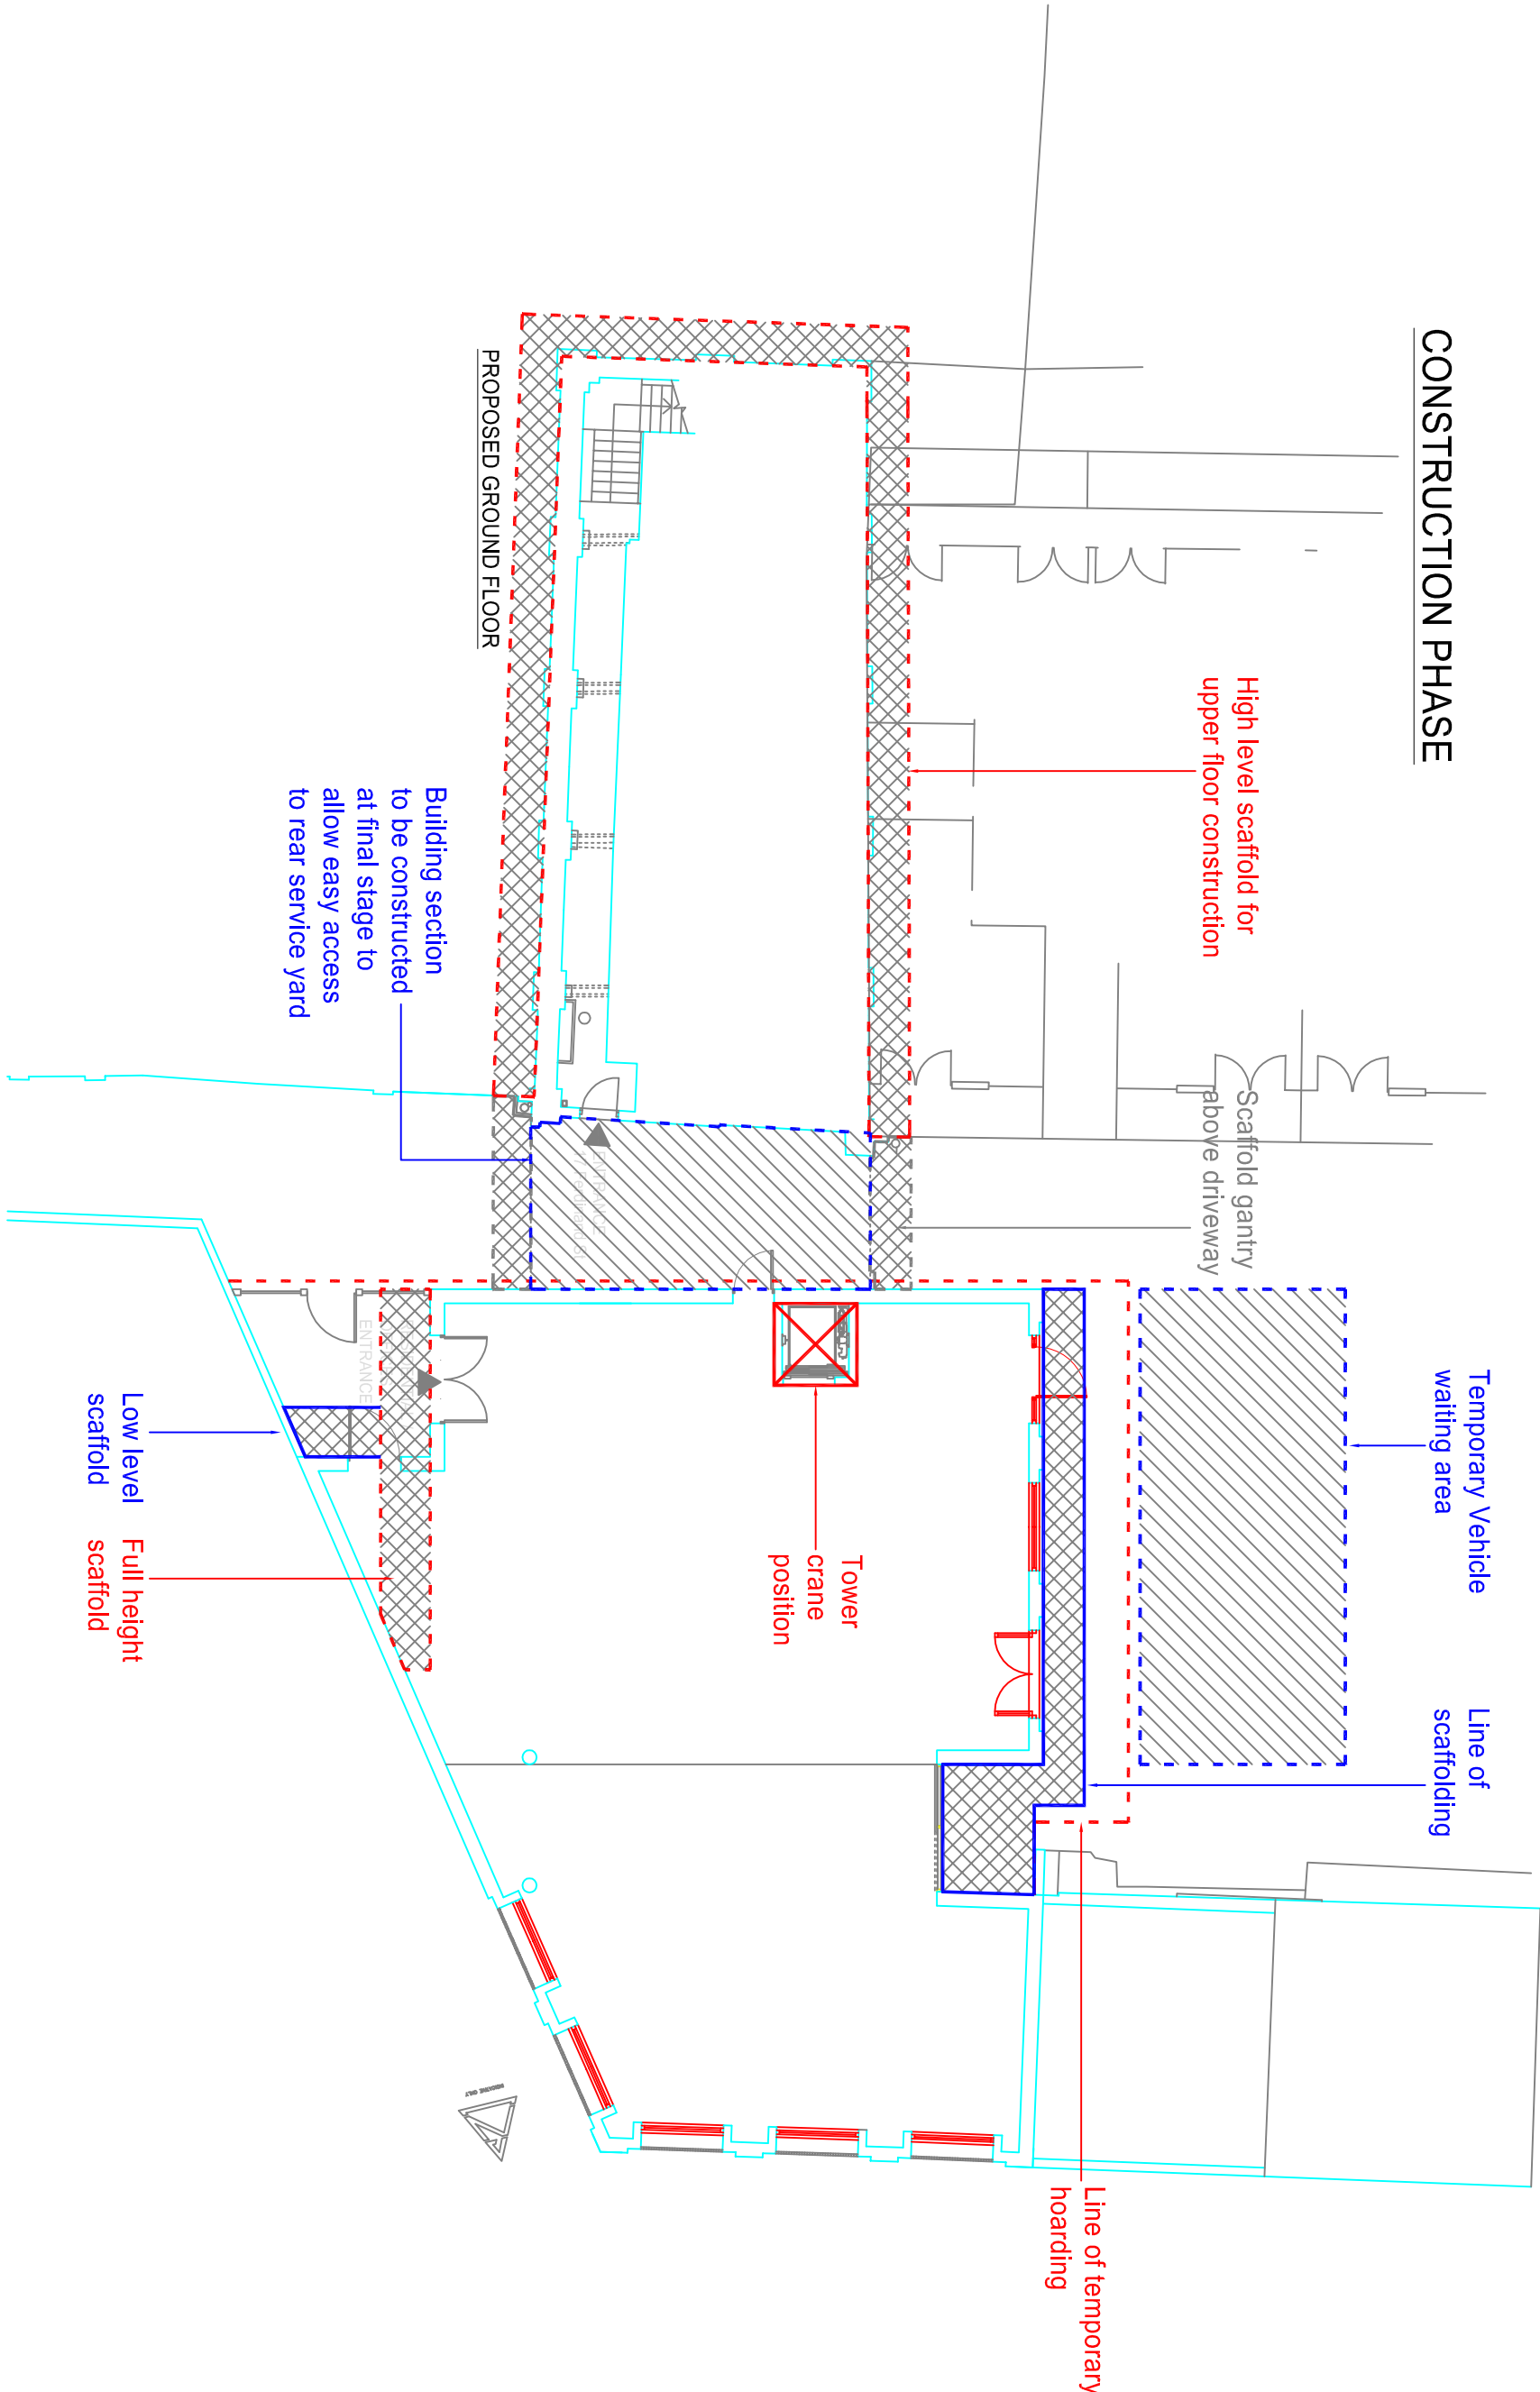 CONSTRUCTION PHASE
High level scaffold for
upper floor construction
Scaffold gantry
above driveway
Temporary Vehicle
waiting area
Line of
scaffolding
PROPOSED GROUND FLOOR
Building section
to be constructed
at final stage to
allow easy access
to rear service yard
ENTRANCE
ENTRANCE
Tower
crane
position
Low level
scaffold
Full height
scaffold
Line of temporary
hoarding